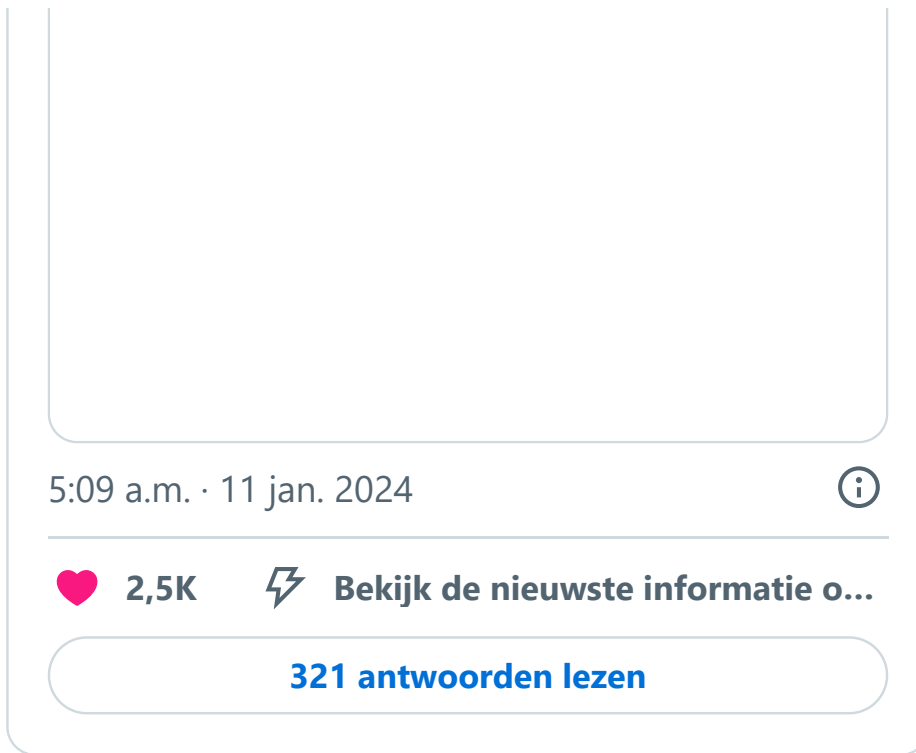 5:09 a.m. · 11 jan. 2024
2,5K Bekijk de nieuwste informatie o...
321 antwoorden lezen